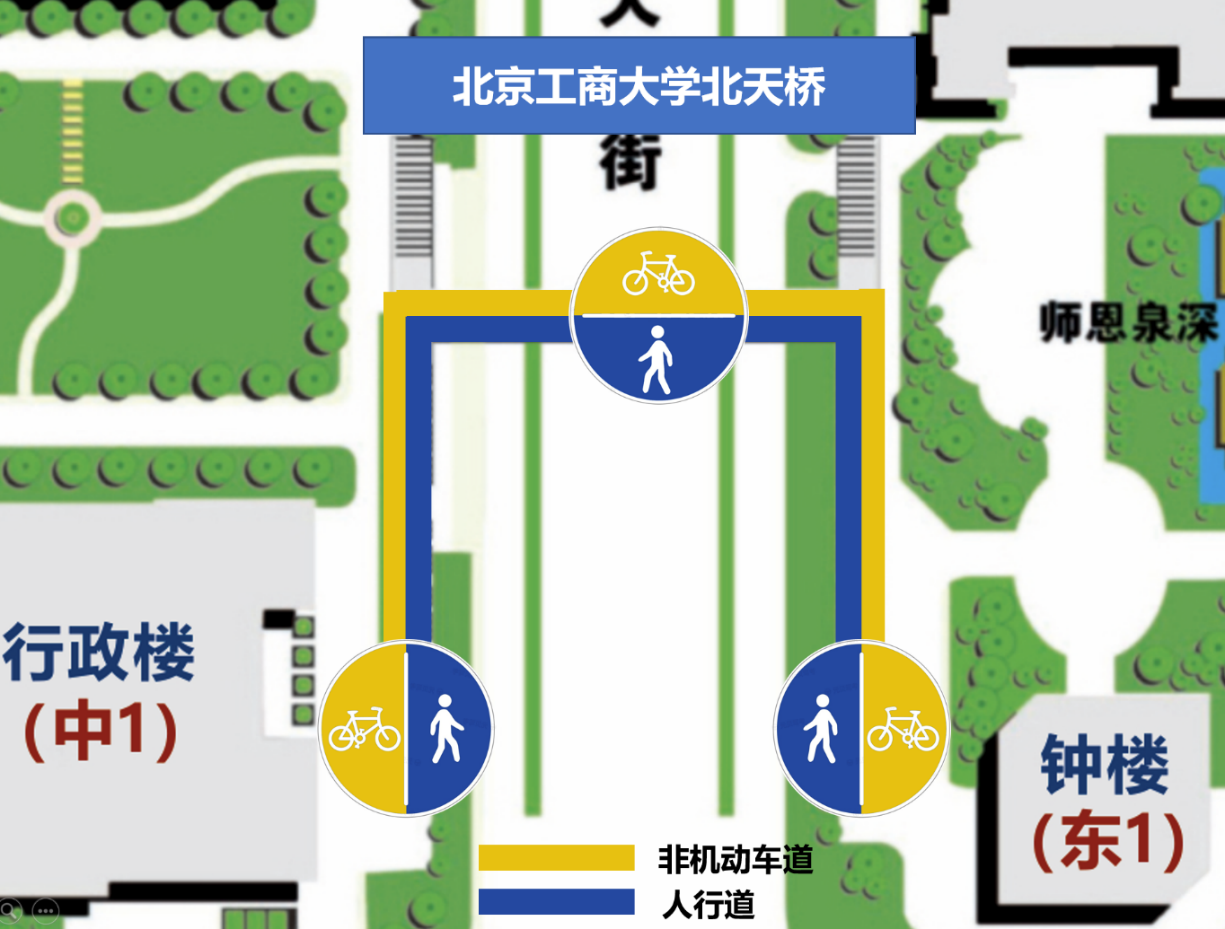 北京工商大学北天桥
街
师恩泉深
行政楼
（中1）
钟楼
（东1）
非机动车道
人行道